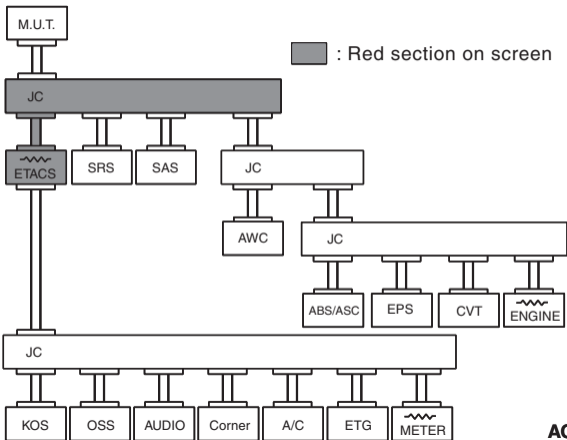 M.U.T.
: Red section on screen
JC
ETACS
SRS
SAS
JC
AWC
JC
ABS/ASC
EPS
CVT
ENGINE
JC
KOS
OSS
AUDIO
Corner
A/C
ETG
METER